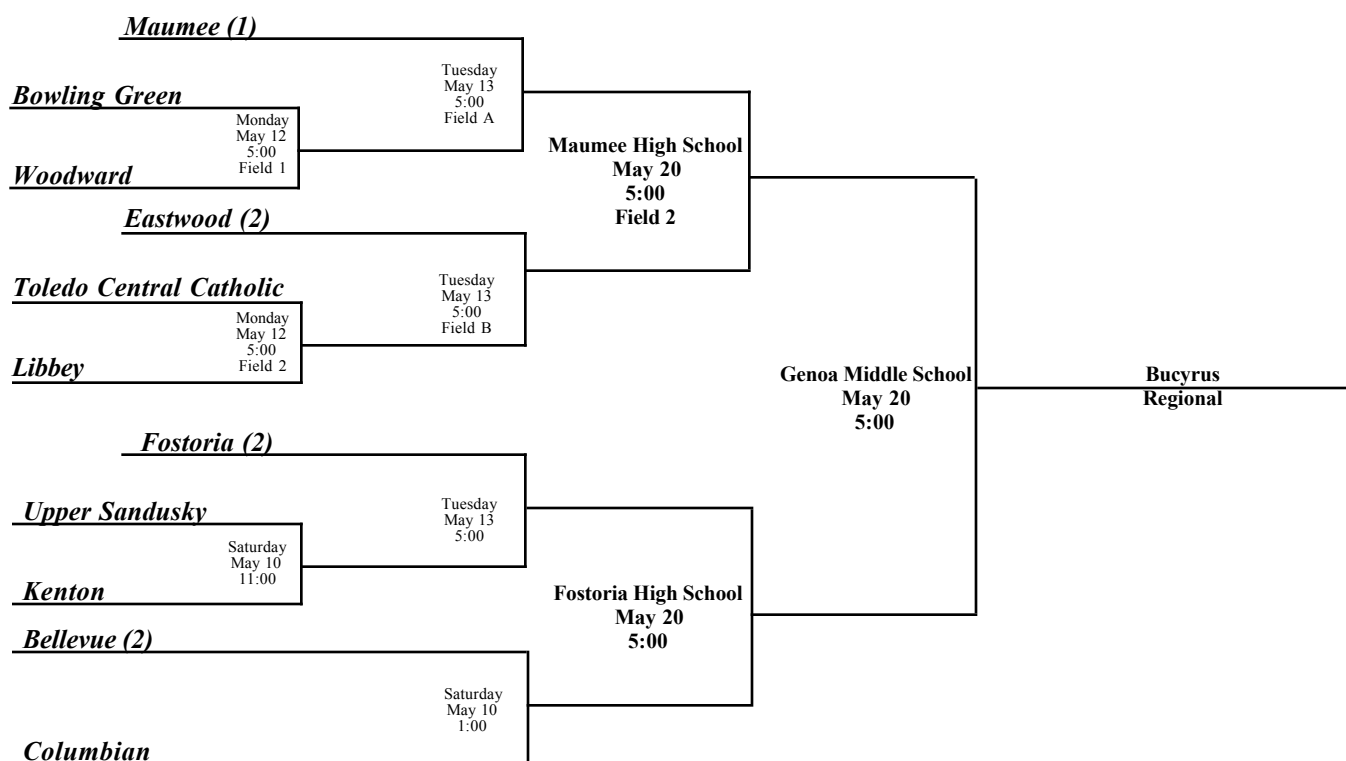 Maumee (1)
Tuesday
May 13
5:00
Field A
Bowling Green
Monday
May 12
5:00
Field 1
Woodward
Maumee High School
May 20
5:00
Field 2
Eastwood (2)
Toledo Central Catholic
Tuesday
May 13
5:00
Field B
Monday
May 12
5:00
Field 2
Libbey
Genoa Middle School
May 20
5:00
Bucyrus
Regional
Fostoria (2)
Upper Sandusky
Tuesday
May 13
5:00
Saturday
May 10
11:00
Kenton
Fostoria High School
May 20
5:00
Bellevue (2)
Saturday
May 10
1:00
Columbian